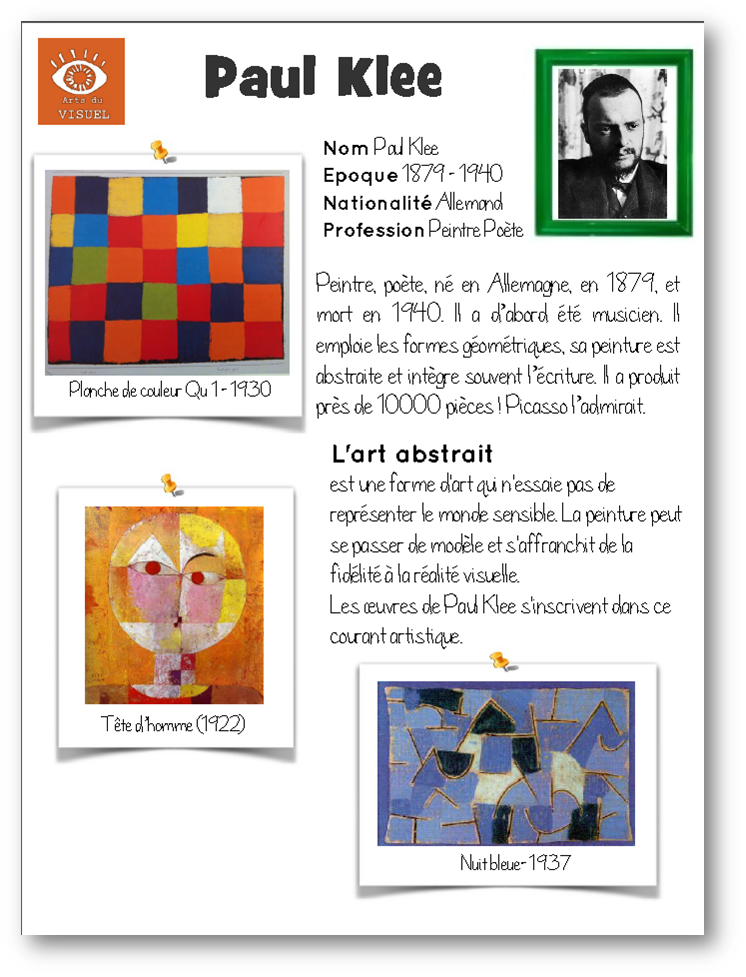 Arts du
VISUEL
Paul Klee
Nom Paul Klee
Epoque 1879 - 1940
Nationalité Allemand
Profession Peintre Poète
Planche de couleur Qu 1 - 1930
Peintre, poète, né en Allemagne, en 1879, et
mort en 1940. Il a d'abord été musicien. Il
emploie les formes géométriques, sa peinture est
abstraite et intègre souvent l'écriture. Il a produit
près de 10000 pièces ! Picasso l'admirait.
L'art abstrait
est une forme d'art qui n'essaie pas de
représenter le monde sensible. La peinture peut
se passer de modèle et s'affranchit de la
fidélité à la réalité visuelle.
Les œuvres de Paul Klee s'inscrivent dans ce
courant artistique.
Tête d'homme (1922)
Nuit bleue- 1937